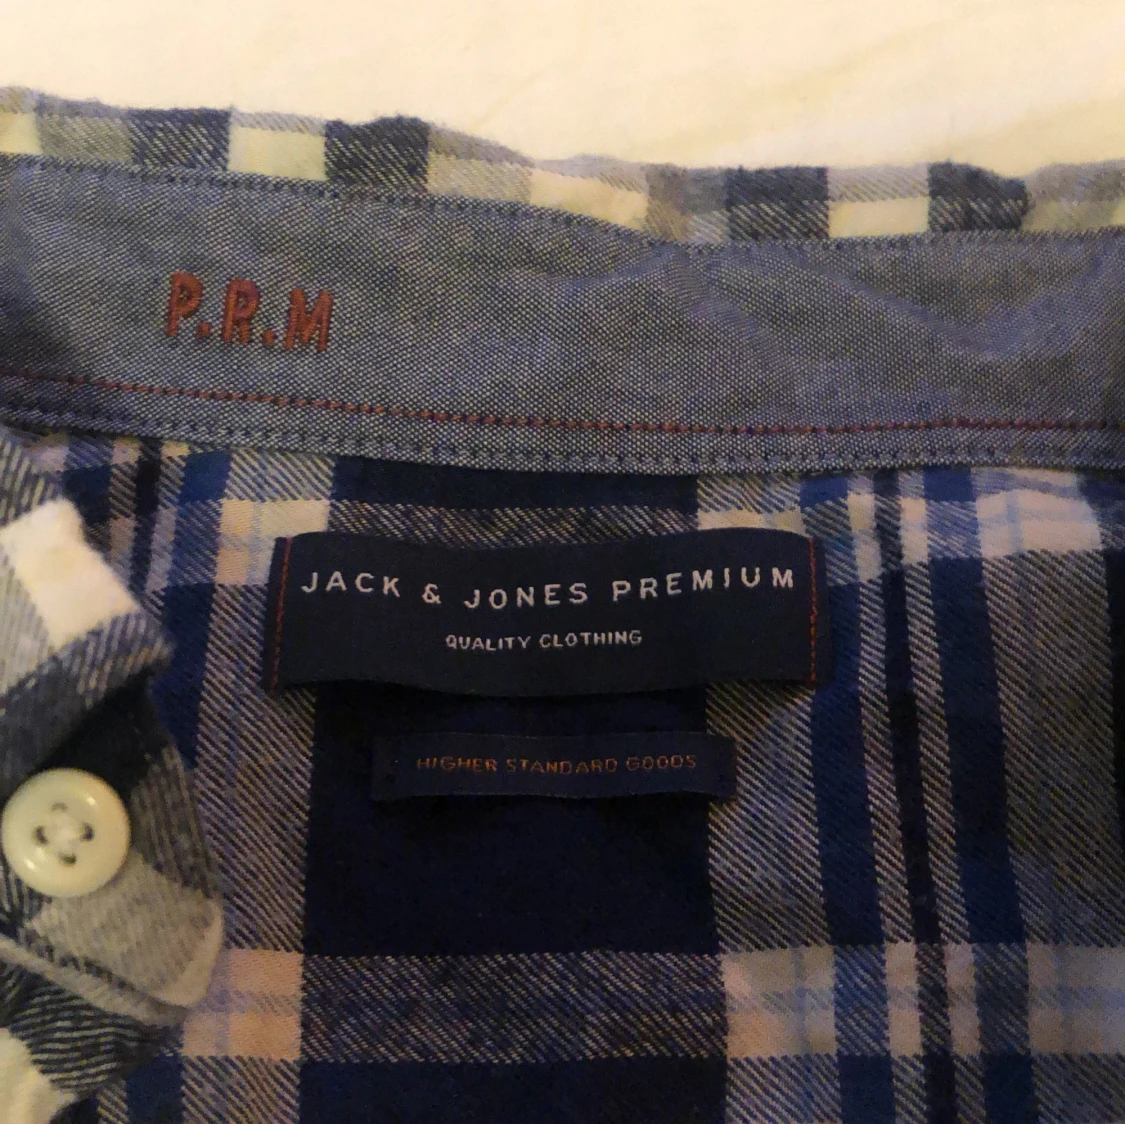 P.R.M
JACK & JONES PREMIUM
QUALITY CLOTHING
HIGHER STANDARD GOODS